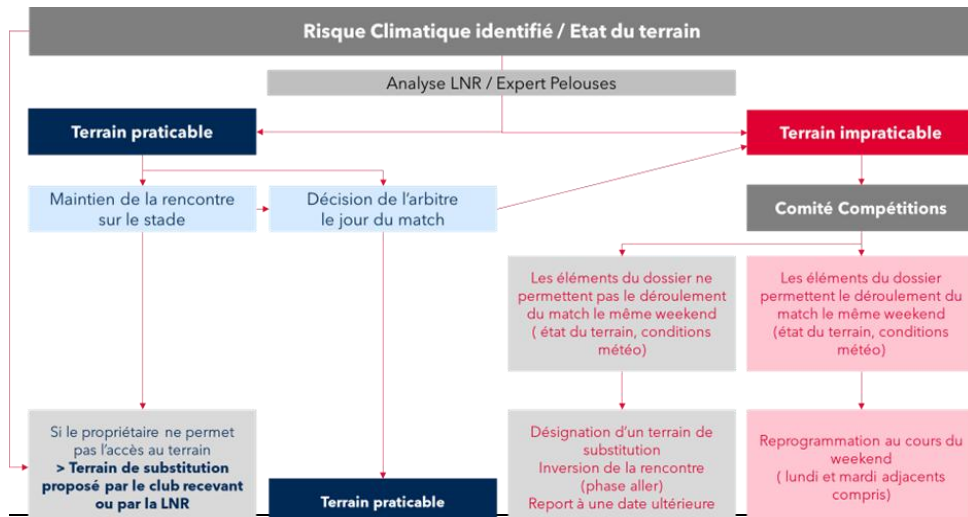 Risque Climatique identifié / Etat du terrain
Analyse LNR / Expert Pelouses
Terrain praticable
Terrain impraticable
Maintien de la rencontre
sur le stade
Décision de l'arbitre
le jour du match
Comité Compétitions
Les éléments du dossier ne
permettent pas le déroulement
du match le même weekend
( état du terrain, conditions
météo)
Les éléments du dossier
permettent le déroulement du
match le même weekend
(état du terrain, conditions
météo)
Si le propriétaire ne permet
pas l'accès au terrain
> Terrain de substitution
proposé par le club recevant
ou par la LNR
Terrain praticable
Désignation d'un terrain de
substitution
Inversion de la rencontre
(phase aller)
Report à une date ultérieure
Reprogrammation au cours du
weekend
( lundi et mardi adjacents
compris)